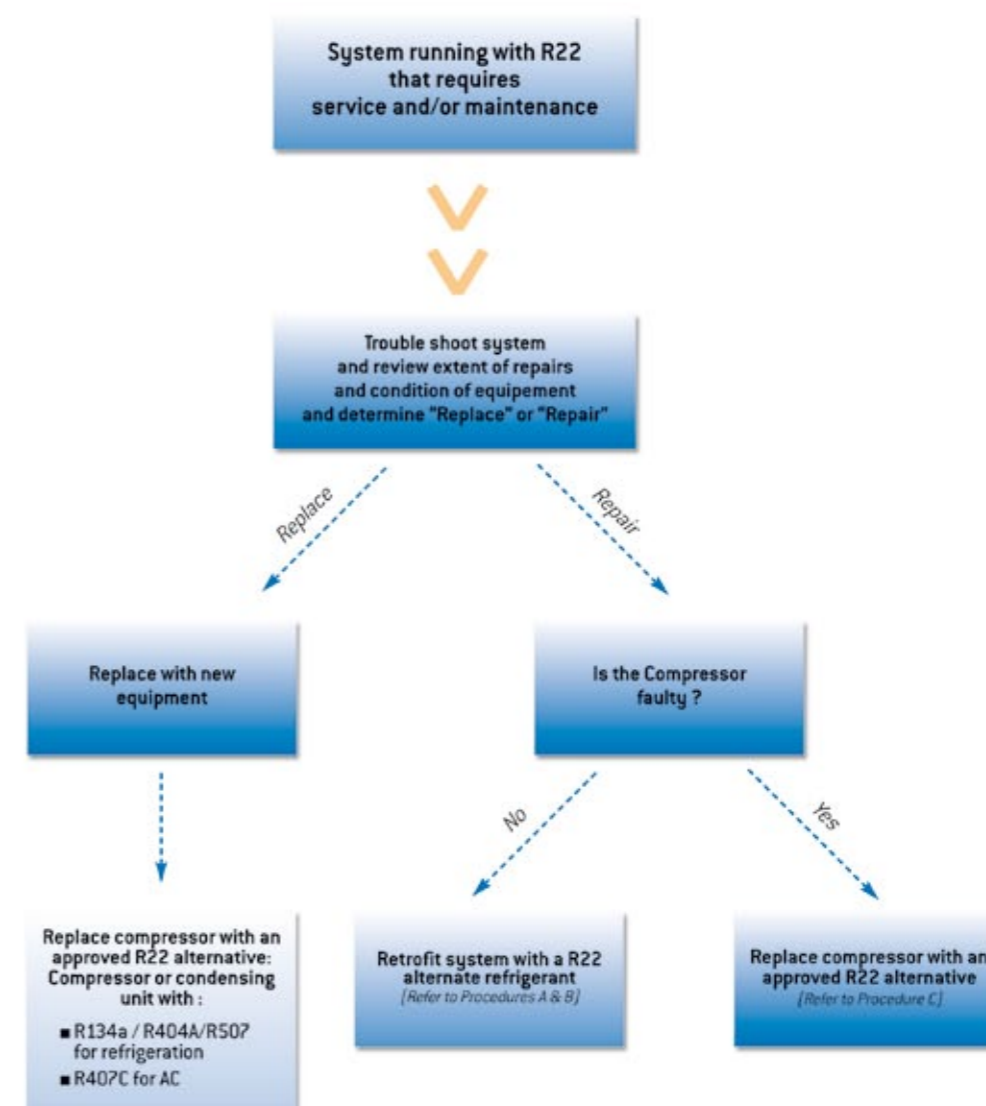 System running with R22
that requires
service and/or maintenance
Trouble shoot system
and review extent of repairs
and condition of equipement
and determine "Replace" or "Repair"
Replace
Repair
Replace with new
equipment
Is the Compressor
faulty ?
No
Yes
Replace compressor with an
approved R22 alternative:
Compressor or condensing
unit with :
■ R134a / R404A/R507
for refrigeration
■ R407C for AC
Retrofit system with a R22
alternate refrigerant
[Refer to Procedures A & B]
Replace compressor with an
approved R22 alternative
[Refer to Procedure C]